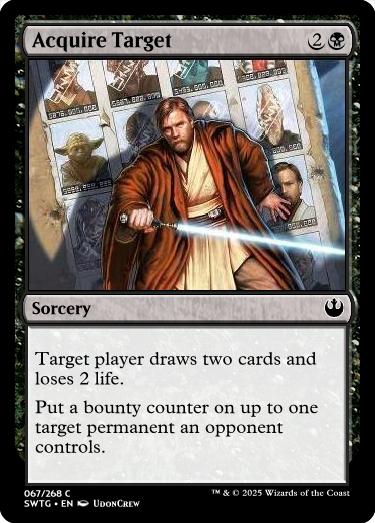 Acquire Target
2
Sorcery
Target player draws two cards and
loses 2 life.
Put a bounty counter on up to one
target permanent an opponent
controls.
067/268 C
SWTG • EN UdonCrew
™ & © 2025 Wizards of the Coast